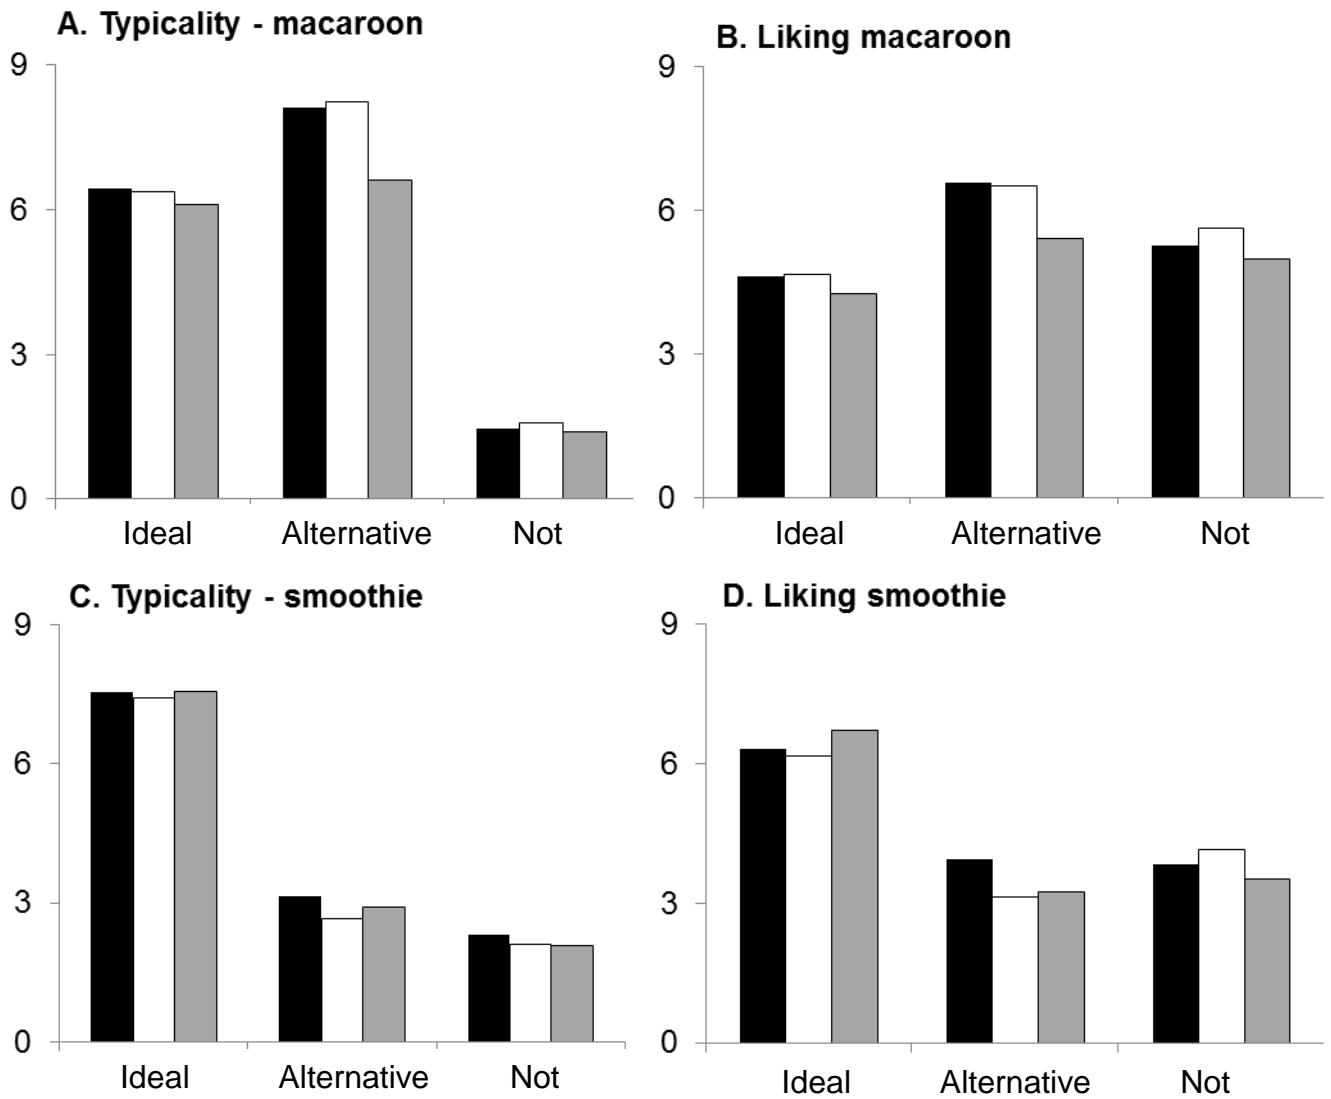 A. Typicality - macaroon
9
6
3
0
Ideal Alternative Not
B. Liking macaroon
9
6
3
0
Ideal Alternative Not
C. Typicality - smoothie
9
6
3
0
Ideal Alternative Not
D. Liking smoothie
9
6
3
0
Ideal Alternative Not